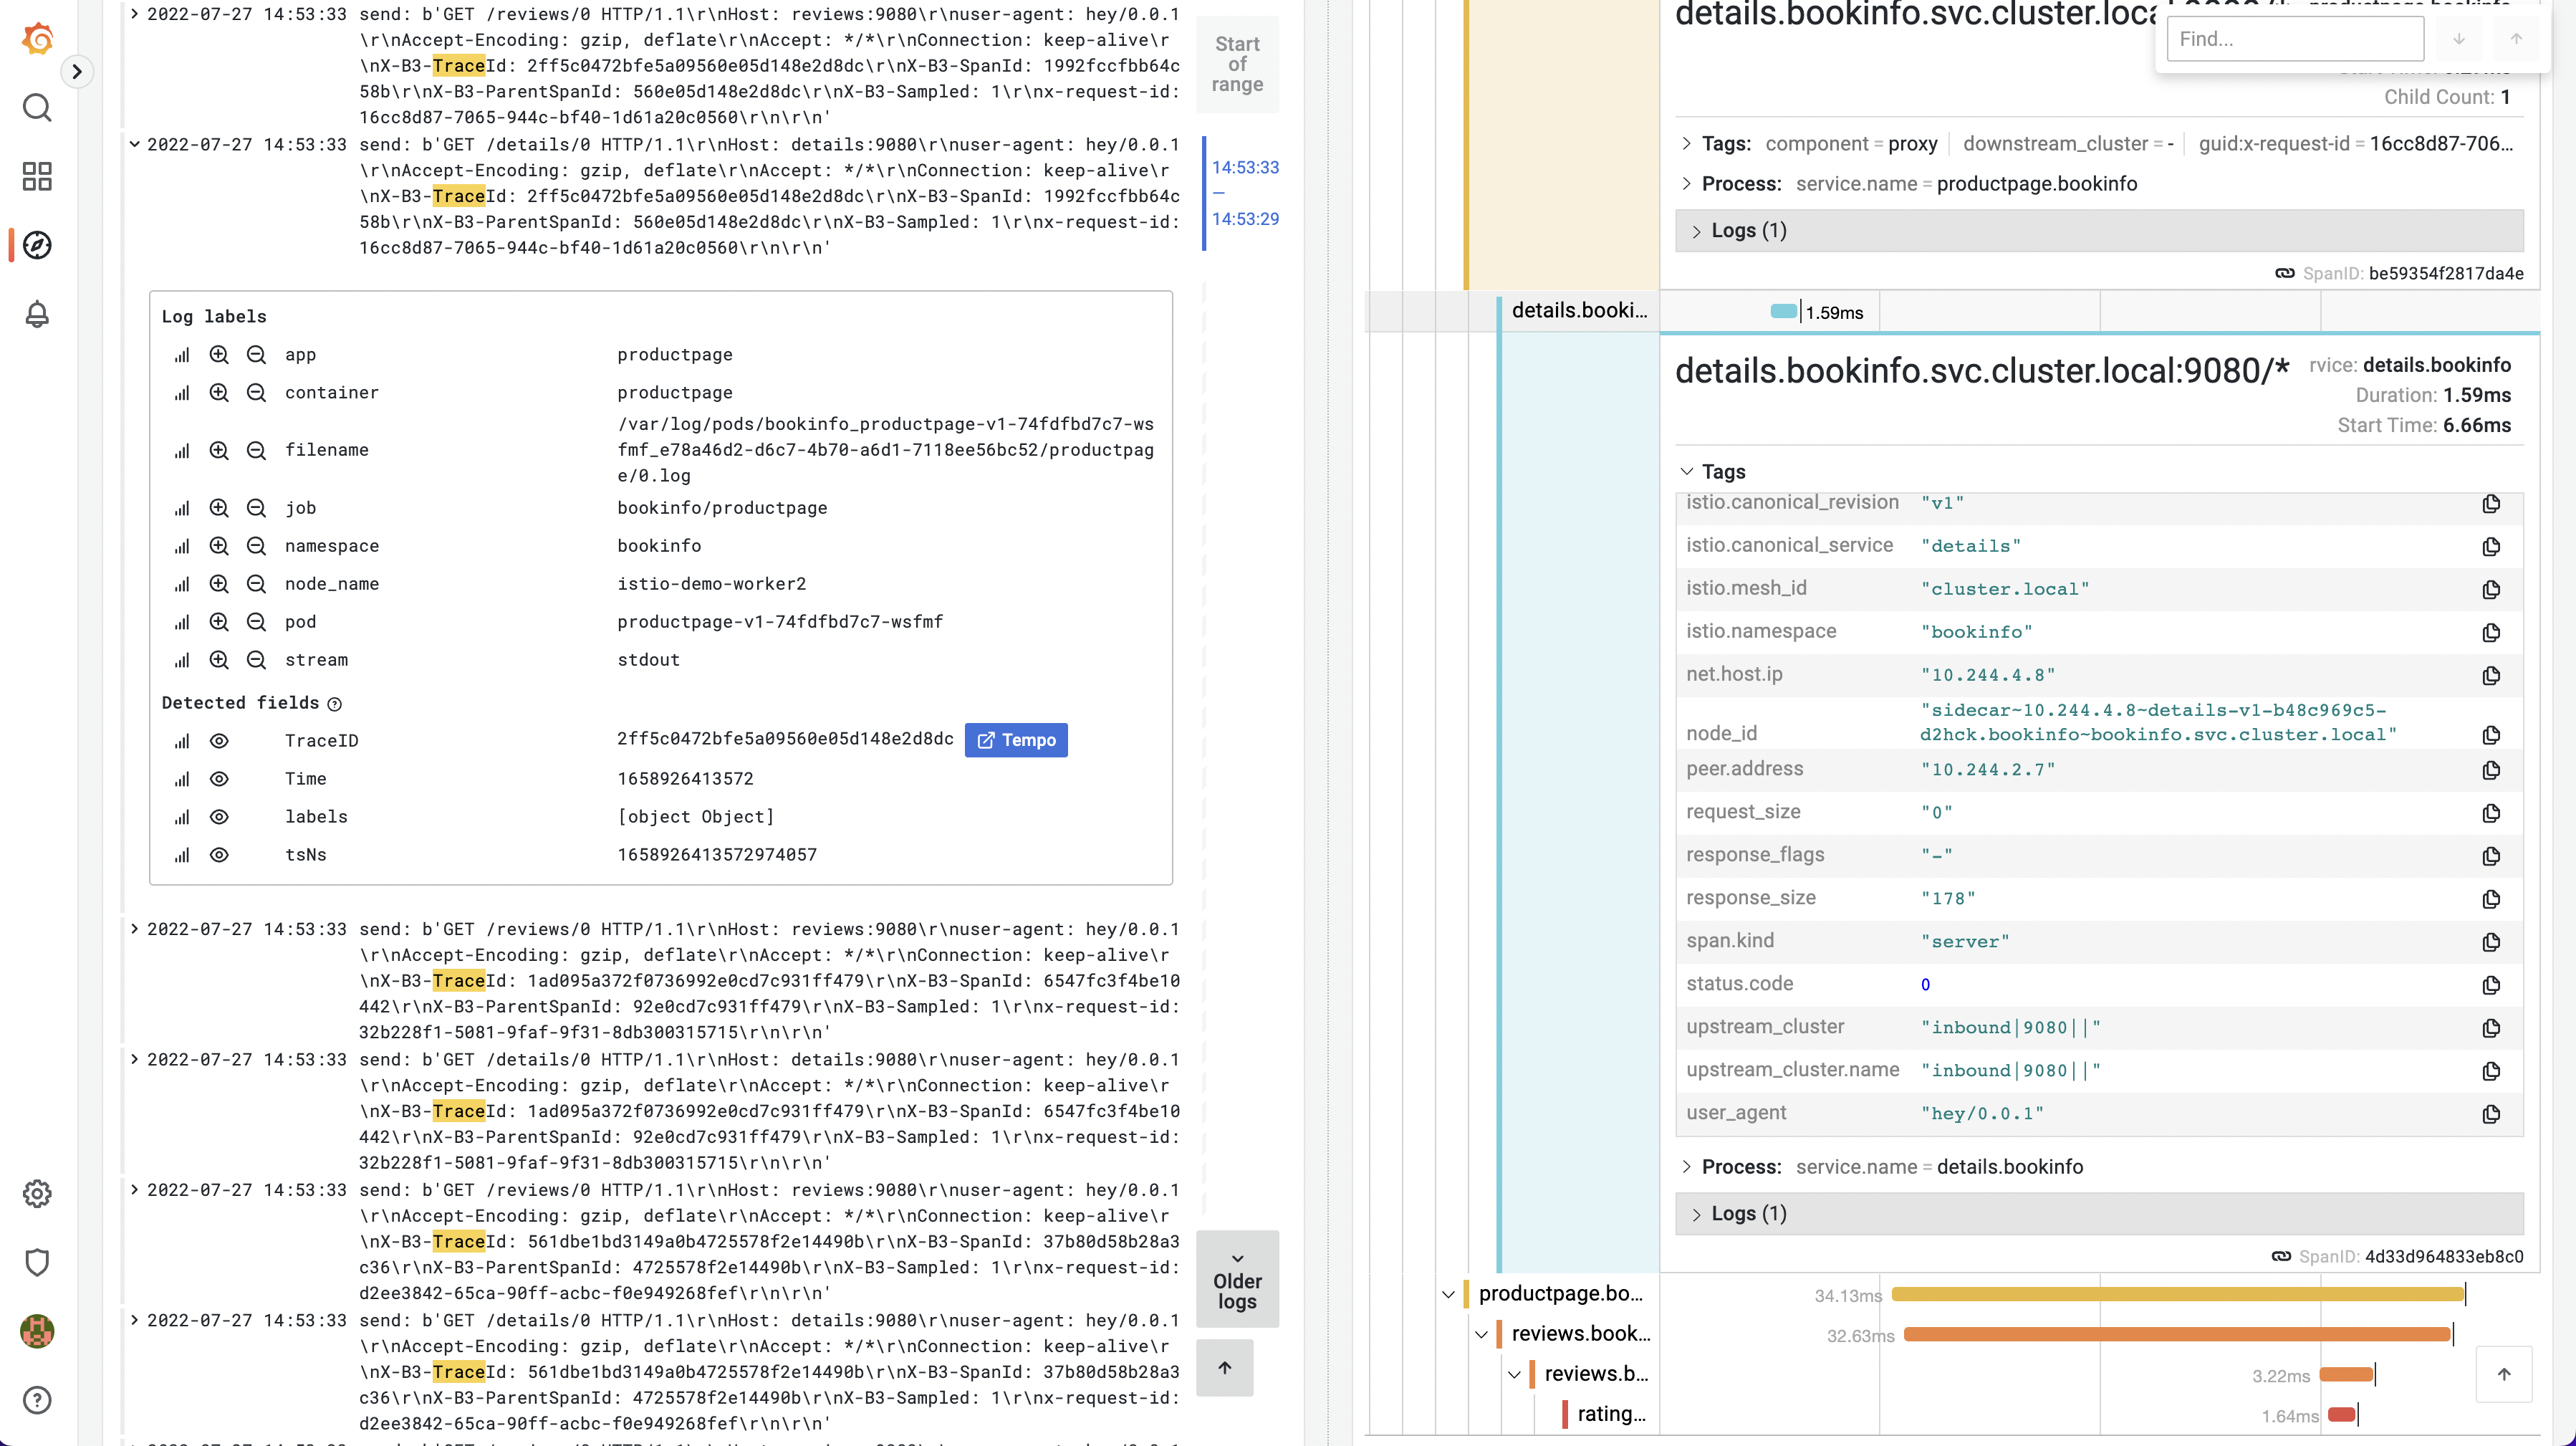 2022-07-27 14:53:33 send: b'GET /reviews/0 HTTP/1.1\r\nHost: reviews:9080\r\nuser-agent: hey/0.0.1
\r\nAccept-Encoding: gzip, deflate\r\nAccept: */*\r\nConnection: keep-alive\r
\nX-B3-TraceId: 2ff5c0472bfe5a09560e05d148e2d8dc\r\nX-B3-SpanId: 1992fccfbb64c
58b\r\nX-B3-ParentSpanId: 560e05d148e2d8dc\r\nX-B3-Sampled: 1\r\nx-request-id:
16cc8d87-7065-944c-bf40-1d61a20c0560\r\n\r\n'
2022-07-27 14:53:33 send: b'GET /details/0 HTTP/1.1\r\nHost: details:9080\r\nuser-agent: hey/0.0.1
\r\nAccept-Encoding: gzip, deflate\r\nAccept: */*\r\nConnection: keep-alive\r
\nX-B3-TraceId: 2ff5c0472bfe5a09560e05d148e2d8dc\r\nX-B3-SpanId: 1992fccfbb64c
58b\r\nX-B3-ParentSpanId: 560e05d148e2d8dc\r\nX-B3-Sampled: 1\r\nx-request-id:
16cc8d87-7065-944c-bf40-1d61a20c0560\r\n\r\n'
Log labels
app productpage
container productpage
filename /var/log/pods/bookinfo_productpage-v1-74fdfbd7c7-ws
fmf_e78a46d2-d6c7-4b70-a6d1-7118ee56bc52/productpag
e/0.log
job bookinfo/productpage
namespace bookinfo
node_name istio-demo-worker2
pod productpage-v1-74fdfbd7c7-wsfmf
stream stdout
Detected fields
TraceID 2ff5c0472bfe5a09560e05d148e2d8dc Tempo
Time 1658926413572
labels [object Object]
tsNs 1658926413572974057
2022-07-27 14:53:33 send: b'GET /reviews/0 HTTP/1.1\r\nHost: reviews:9080\r\nuser-agent: hey/0.0.1
\r\nAccept-Encoding: gzip, deflate\r\nAccept: */*\r\nConnection: keep-alive\r
\nX-B3-TraceId: 1ad095a372f0736992e0cd7c931ff479\r\nX-B3-SpanId: 6547fc3f4be10
442\r\nX-B3-ParentSpanId: 92e0cd7c931ff479\r\nX-B3-Sampled: 1\r\nx-request-id:
32b228f1-5081-9faf-9f31-8db300315715\r\n\r\n'
2022-07-27 14:53:33 send: b'GET /details/0 HTTP/1.1\r\nHost: details:9080\r\nuser-agent: hey/0.0.1
\r\nAccept-Encoding: gzip, deflate\r\nAccept: */*\r\nConnection: keep-alive\r
\nX-B3-TraceId: 1ad095a372f0736992e0cd7c931ff479\r\nX-B3-SpanId: 6547fc3f4be10
442\r\nX-B3-ParentSpanId: 92e0cd7c931ff479\r\nX-B3-Sampled: 1\r\nx-request-id:
32b228f1-5081-9faf-9f31-8db300315715\r\n\r\n'
2022-07-27 14:53:33 send: b'GET /reviews/0 HTTP/1.1\r\nHost: reviews:9080\r\nuser-agent: hey/0.0.1
\r\nAccept-Encoding: gzip, deflate\r\nAccept: */*\r\nConnection: keep-alive\r
\nX-B3-TraceId: 561dbe1bd3149a0b4725578f2e14490b\r\nX-B3-SpanId: 37b80d58b28a3
c36\r\nX-B3-ParentSpanId: 4725578f2e14490b\r\nX-B3-Sampled: 1\r\nx-request-id:
d2ee3842-65ca-90ff-acbc-f0e949268fef\r\n\r\n'
2022-07-27 14:53:33 send: b'GET /details/0 HTTP/1.1\r\nHost: details:9080\r\nuser-agent: hey/0.0.1
\r\nAccept-Encoding: gzip, deflate\r\nAccept: */*\r\nConnection: keep-alive\r
\nX-B3-TraceId: 561dbe1bd3149a0b4725578f2e14490b\r\nX-B3-SpanId: 37b80d58b28a3
c36\r\nX-B3-ParentSpanId: 4725578f2e14490b\r\nX-B3-Sampled: 1\r\nx-request-id:
d2ee3842-65ca-90ff-acbc-f0e949268fef\r\n\r\n'
Start
of
range
14:53:33
—
14:53:29
Older
logs
details.bookinfo.svc.cluster.loca
Find...
Child Count: 1
Tags: component = proxy downstream_cluster = - guid:x-request-id = 16cc8d87-706...
Process: service.name = productpage.bookinfo
Logs (1)
SpanID: be59354f2817da4e
details.booki... 1.59ms
details.bookinfo.svc.cluster.local:9080/* rvice: details.bookinfo
Duration: 1.59ms
Start Time: 6.66ms
Tags
istio.canonical_revision "v1"
istio.canonical_service "details"
istio.mesh_id "cluster.local"
istio.namespace "bookinfo"
net.host.ip "10.244.4.8"
node_id "sidecar~10.244.4.8~details-v1-b48c969c5-
d2hck.bookinfo~bookinfo.svc.cluster.local"
peer.address "10.244.2.7"
request_size "0"
response_flags "-"
response_size "178"
span.kind "server"
status.code 0
upstream_cluster "inbound|9080||"
upstream_cluster.name "inbound|9080||"
user_agent "hey/0.0.1"
Process: service.name = details.bookinfo
Logs (1)
SpanID: 4d33d964833eb8c0
productpage.bo... 34.13ms
reviews.book... 32.63ms
reviews.b... 3.22ms
rating... 1.64ms